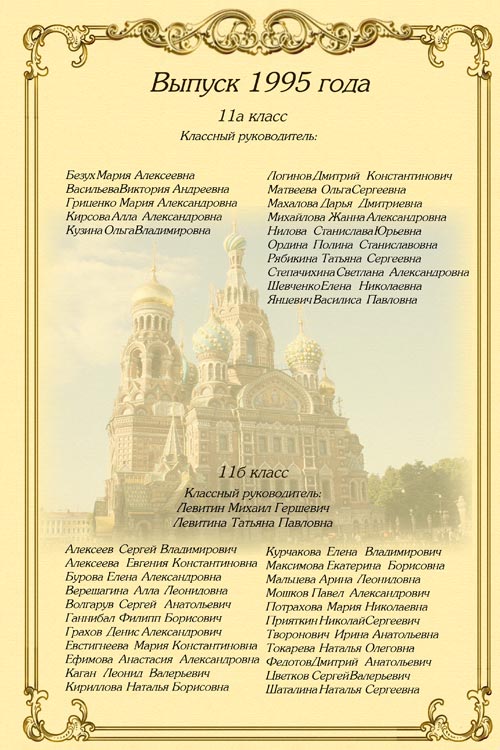 Выпуск 1995 года
11а класс
Классный руководитель:
Безух Мария Алексеевна
Васильева Виктория Андреевна
Гриценко Мария Александровна
Кирсова Алла Александровна
Кузина Ольга Владимировна
Логинов Дмитрий Константинович
Матвеева Ольга Сергеевна
Махалова Дарья Дмитриевна
Михайлова Жанна Александровна
Нилова Станислава Юрьевна
Ордина Полина Станиславовна
Рябикина Татьяна Сергеевна
Степачихина Светлана Александровна
Шевченко Елена Николаевна
Янцевич Василиса Павловна
11б класс
Классный руководитель:
Левитин Михаил Гершевич
Левитина Татьяна Павловна
Алексеев Сергей Владимирович
Алексеева Евгения Константиновна
Бурова Елена Александровна
Верещагина Алла Леонидовна
Волгарув Сергей Анатольевич
Ганнибал Филипп Борисович
Грахов Денис Александрович
Евстигнеева Мария Константиновна
Ефимова Анастасия Александровна
Каган Леонид Валерьевич
Кириллова Наталья Борисовна
Курчакова Елена Владимировна
Максимова Екатерина Борисовна
Мальцева Арина Леонидовна
Мошков Павел Александрович
Потрахова Мария Николаевна
Прияткин Николай Сергеевич
Творонович Ирина Анатольевна
Токарева Наталья Олеговна
Федотов Дмитрий Анатольевич
Цветков Сергей Валерьевич
Шаталина Наталья Сергеевна